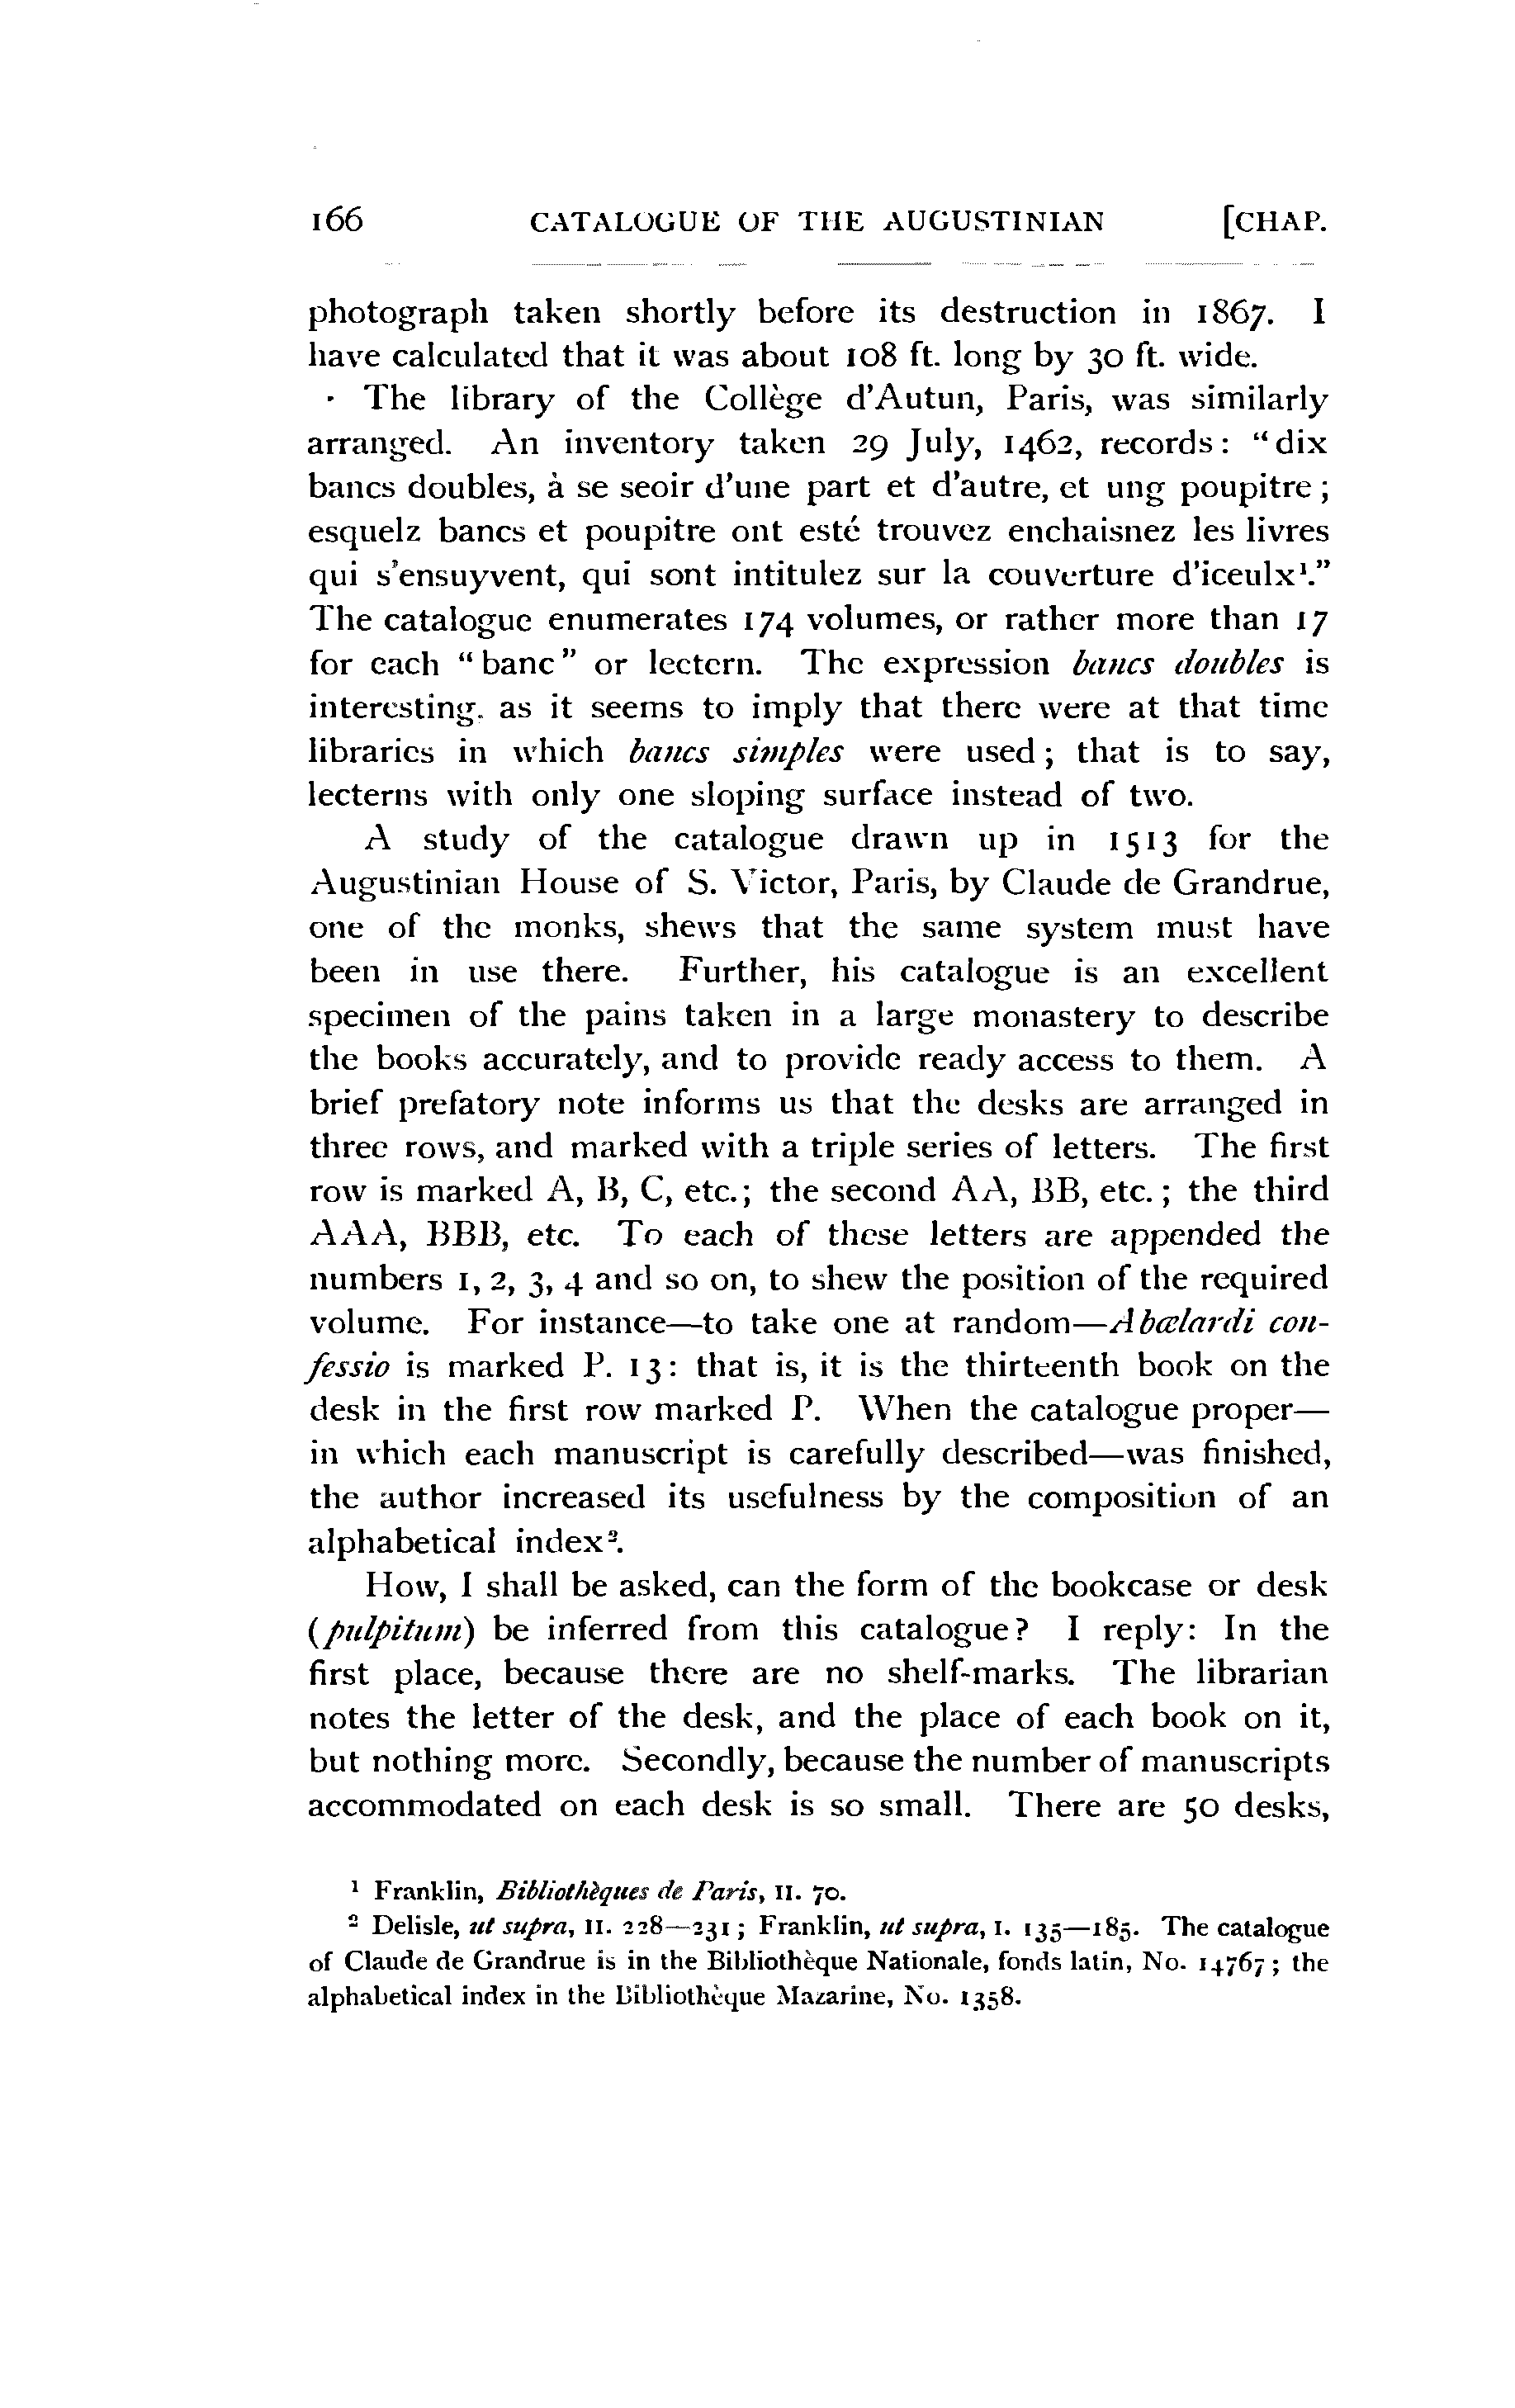 166 CATALOGUE OF THE AUGUSTINIAN [CHAP.
photograph taken shortly before its destruction in 1867. I
have calculated that it was about 108 ft. long by 30 ft. wide.
The library of the Collège d'Autun, Paris, was similarly
arranged. An inventory taken 29 July, 1462, records: "dix
bancs doubles, à se seoir d'une part et d'autre, et ung poupitre;
esquelz bancs et poupitre ont esté trouvez enchaisnez les livres
qui s'ensuyvent, qui sont intitulez sur la couverture d'iceulx¹."
The catalogue enumerates 174 volumes, or rather more than 17
for each "banc" or lectern. The expression bancs doubles is
interesting, as it seems to imply that there were at that time
libraries in which bancs simples were used; that is to say,
lecterns with only one sloping surface instead of two.
A study of the catalogue drawn up in 1513 for the
Augustinian House of S. Victor, Paris, by Claude de Grandrue,
one of the monks, shews that the same system must have
been in use there. Further, his catalogue is an excellent
specimen of the pains taken in a large monastery to describe
the books accurately, and to provide ready access to them. A
brief prefatory note informs us that the desks are arranged in
three rows, and marked with a triple series of letters. The first
row is marked A, B, C, etc.; the second AA, BB, etc.; the third
AAA, BBB, etc. To each of these letters are appended the
numbers 1, 2, 3, 4 and so on, to shew the position of the required
volume. For instance—to take one at random—Abælardi con-
fessio is marked P. 13: that is, it is the thirteenth book on the
desk in the first row marked P. When the catalogue proper—
in which each manuscript is carefully described—was finished,
the author increased its usefulness by the composition of an
alphabetical index².
How, I shall be asked, can the form of the bookcase or desk
(pulpitum) be inferred from this catalogue? I reply: In the
first place, because there are no shelf-marks. The librarian
notes the letter of the desk, and the place of each book on it,
but nothing more. Secondly, because the number of manuscripts
accommodated on each desk is so small. There are 50 desks,
¹ Franklin, Bibliothèques de Paris, II. 70.
² Delisle, ut supra, II. 228—231; Franklin, ut supra, I. 135—185. The catalogue
of Claude de Grandrue is in the Bibliothèque Nationale, fonds latin, No. 14767; the
alphabetical index in the Bibliothèque Mazarine, No. 1358.